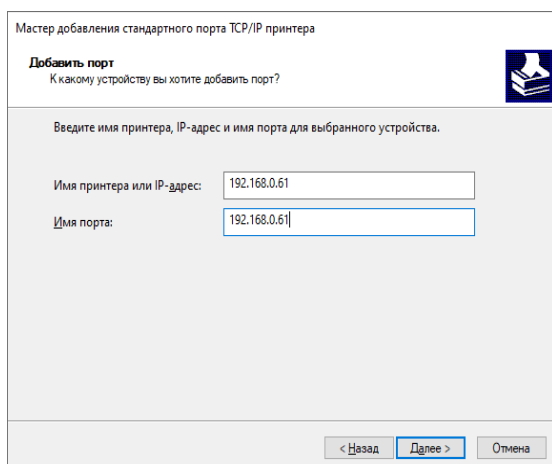 Мастер добавления стандартного порта TCP/IP принтера
Добавить порт
К какому устройству вы хотите добавить порт?
Введите имя принтера, IP-адрес и имя порта для выбранного устройства.
Имя принтера или IP-адрес: 192.168.0.61
Имя порта: 192.168.0.61
< Назад Далее > Отмена